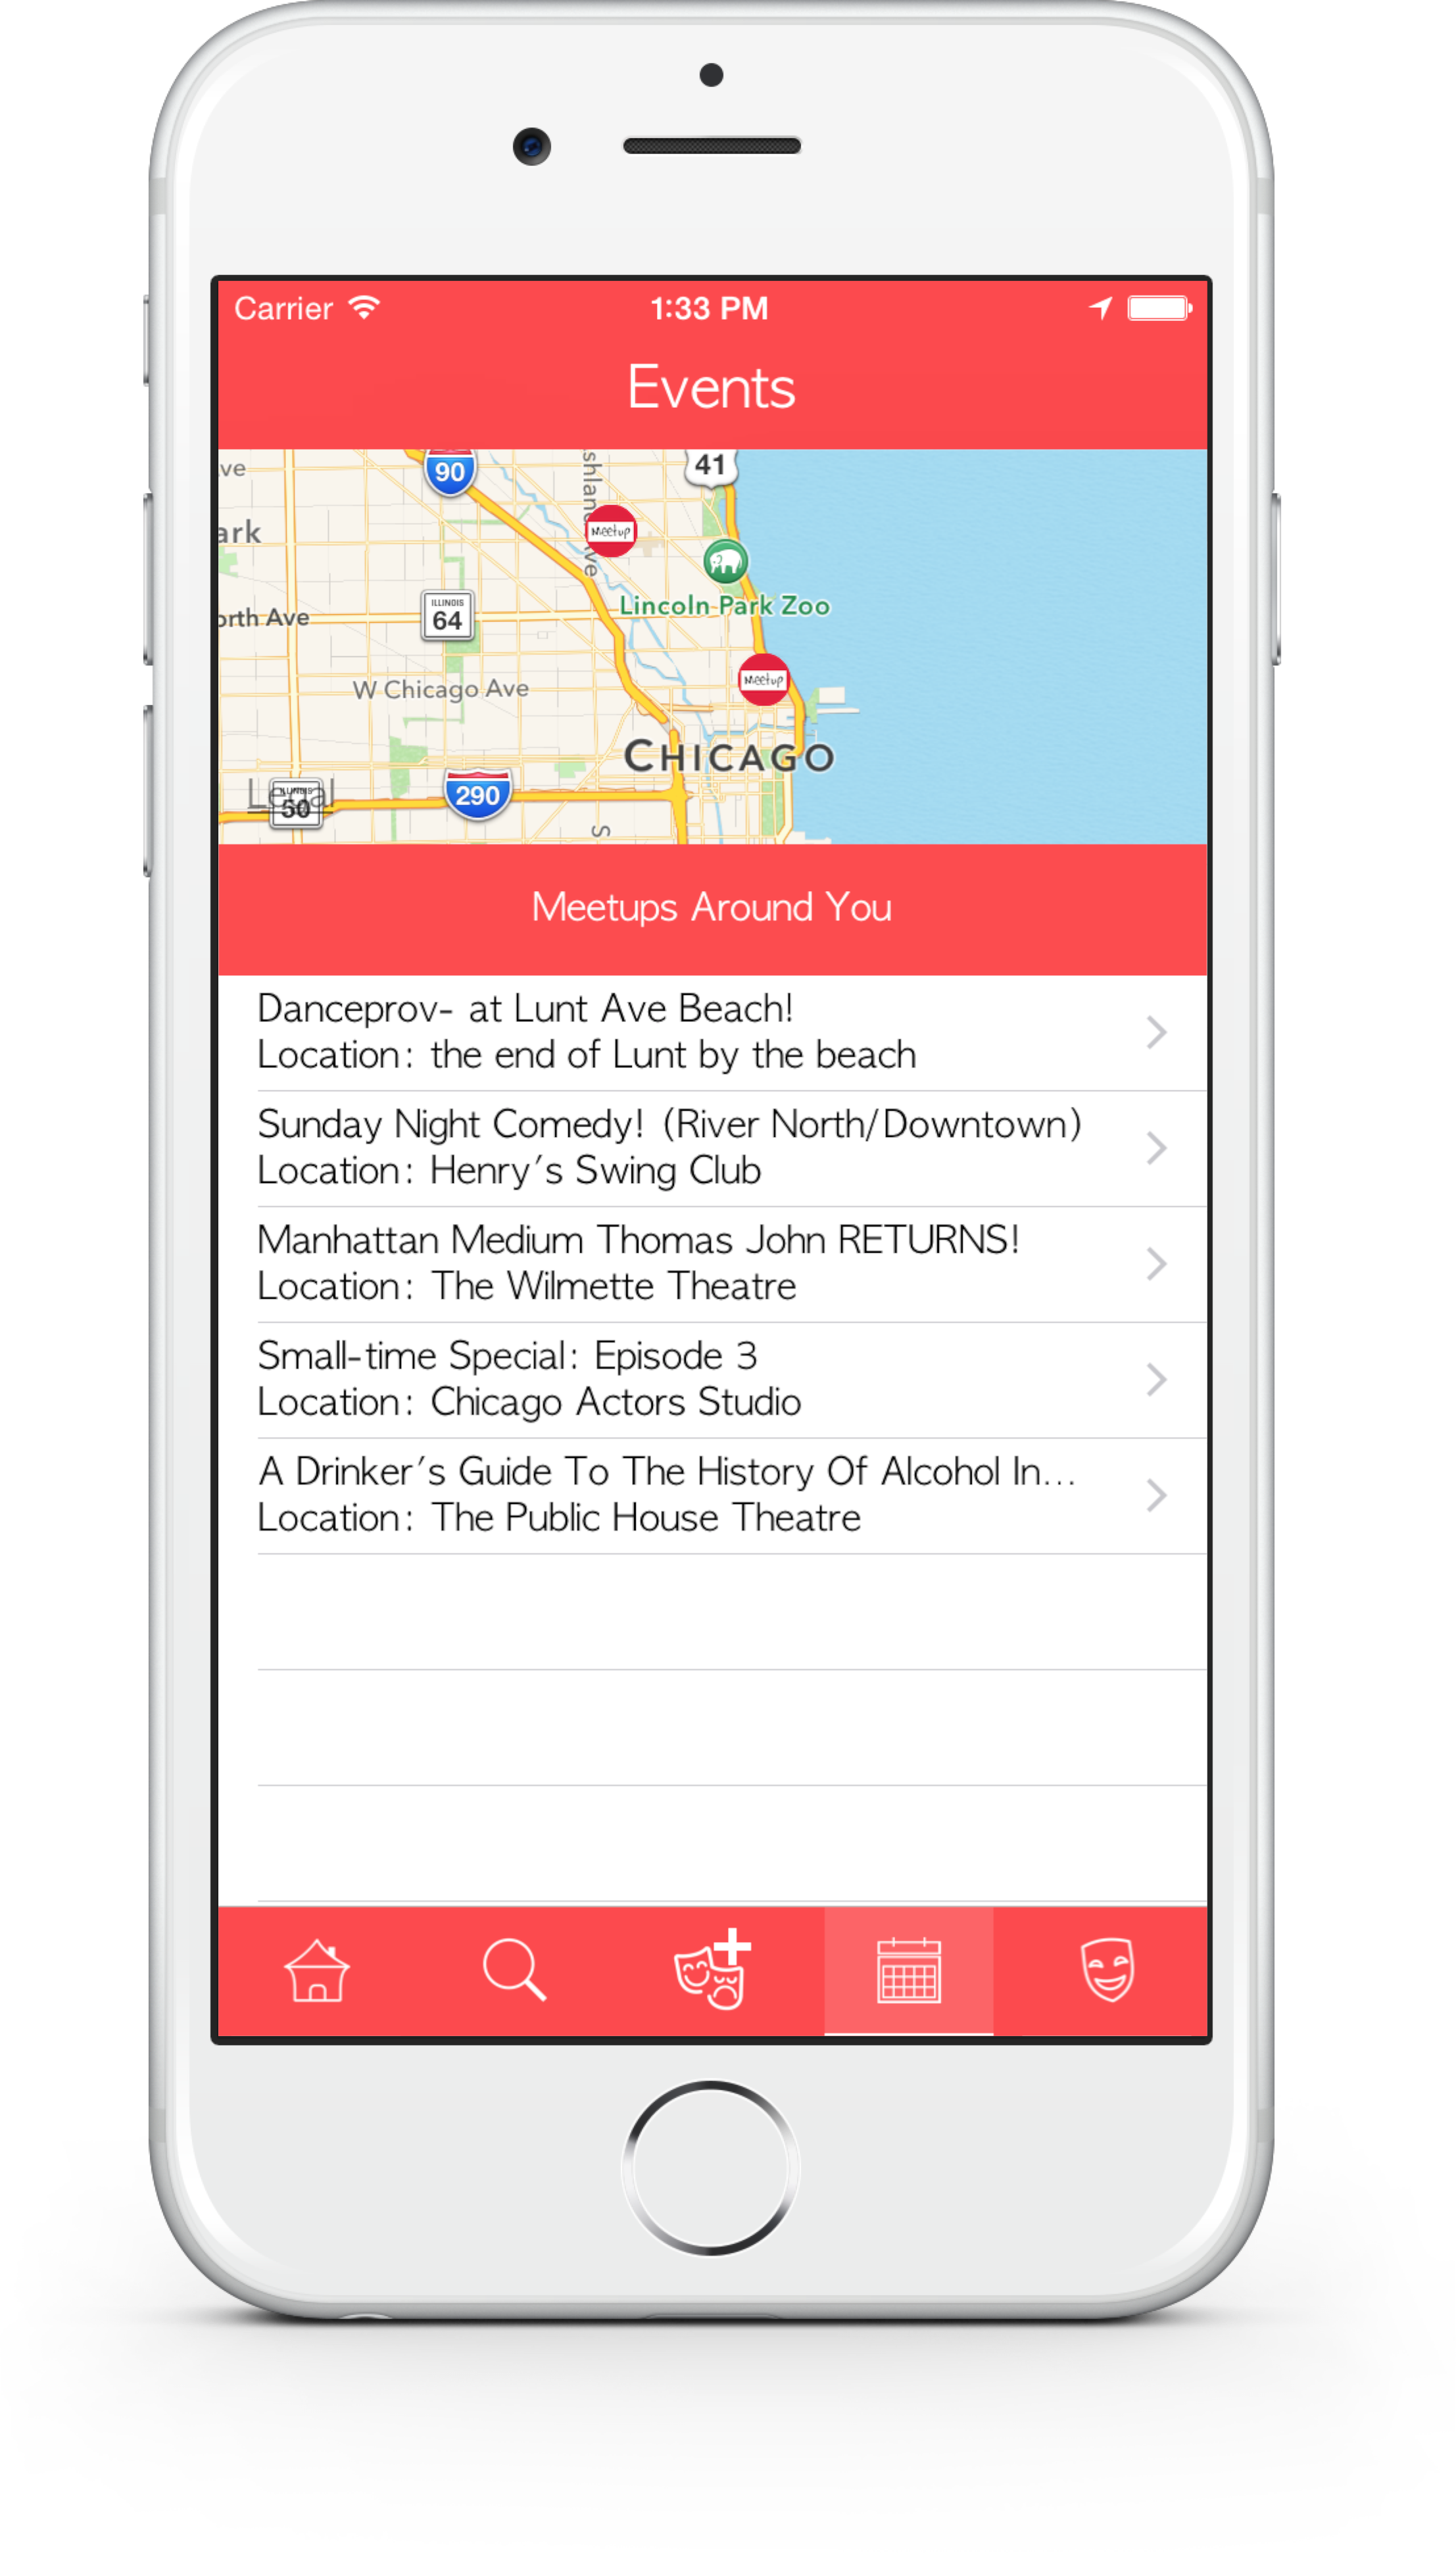 Carrier 1:33 PM
Events
ve
90
shland Ave
41
Meetup
ark
Lincoln Park Zoo
orth Ave
ILLINOIS
64
W Chicago Ave
Meetup
CHICAGO
Legal
ILLINOIS
50
290
S
Meetups Around You
Danceprov- at Lunt Ave Beach!
Location: the end of Lunt by the beach
Sunday Night Comedy! (River North/Downtown)
Location: Henry's Swing Club
Manhattan Medium Thomas John RETURNS!
Location: The Wilmette Theatre
Small-time Special: Episode 3
Location: Chicago Actors Studio
A Drinker's Guide To The History Of Alcohol In...
Location: The Public House Theatre